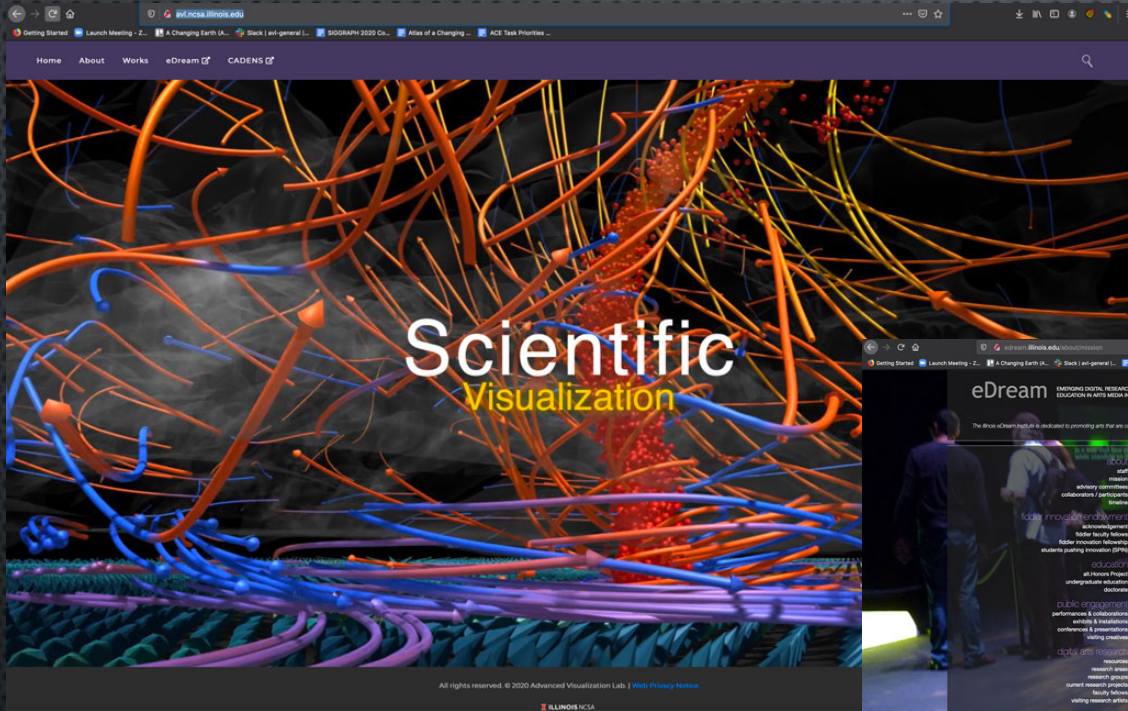 avl.ncsa.illinois.edu
Getting Started Launch Meeting - Z... A Changing Earth (A... Slack | avl-general |... SIGGRAPH 2020 Co... Atlas of a Changing ... ACE Task Priorities ...
Home About Works eDream CADENS
Scientific
Visualization
All rights reserved. © 2020 Advanced Visualization Lab. | Web Privacy Notice
ILLINOIS NCSA
edream.illinois.edu/about/mission
Getting Started Launch Meeting - Z... A Changing Earth (A... Slack | avl-general |...
eDream EMERGING DIGITAL RESEARC
EDUCATION IN ARTS MEDIA IN
The Illinois eDream Institute is dedicated to promoting arts that are co
about
staff
mission
advisory committees
collaborators / participants
timeline
fiddler innovation endowment
acknowledgement
fiddler faculty fellows
fiddler innovation fellowship
students pushing innovation (SPIN)
education
alt.Honors Project
undergraduate education
doctorate
public engagement
performances & collaborations
exhibits & installations
conferences & presentations
visiting creatives
digital arts research
resources
research areas
research groups
current research projects
faculty fellows
visiting research artists